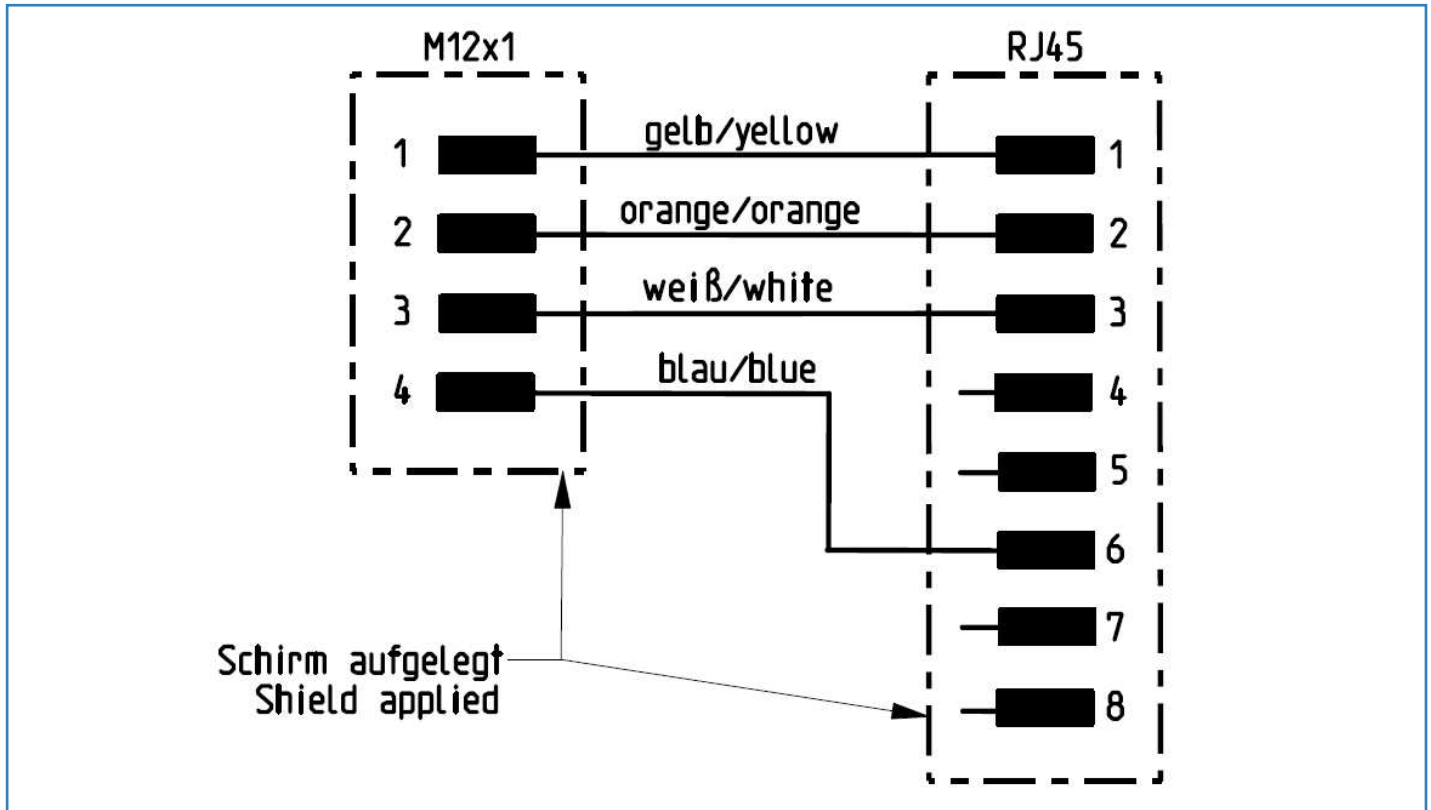 M12x1
RJ45
1 gelb/yellow 1
2 orange/orange 2
3 weiß/white 3
4 blau/blue 4
5
6
7
8
Schirm aufgelegt
Shield applied